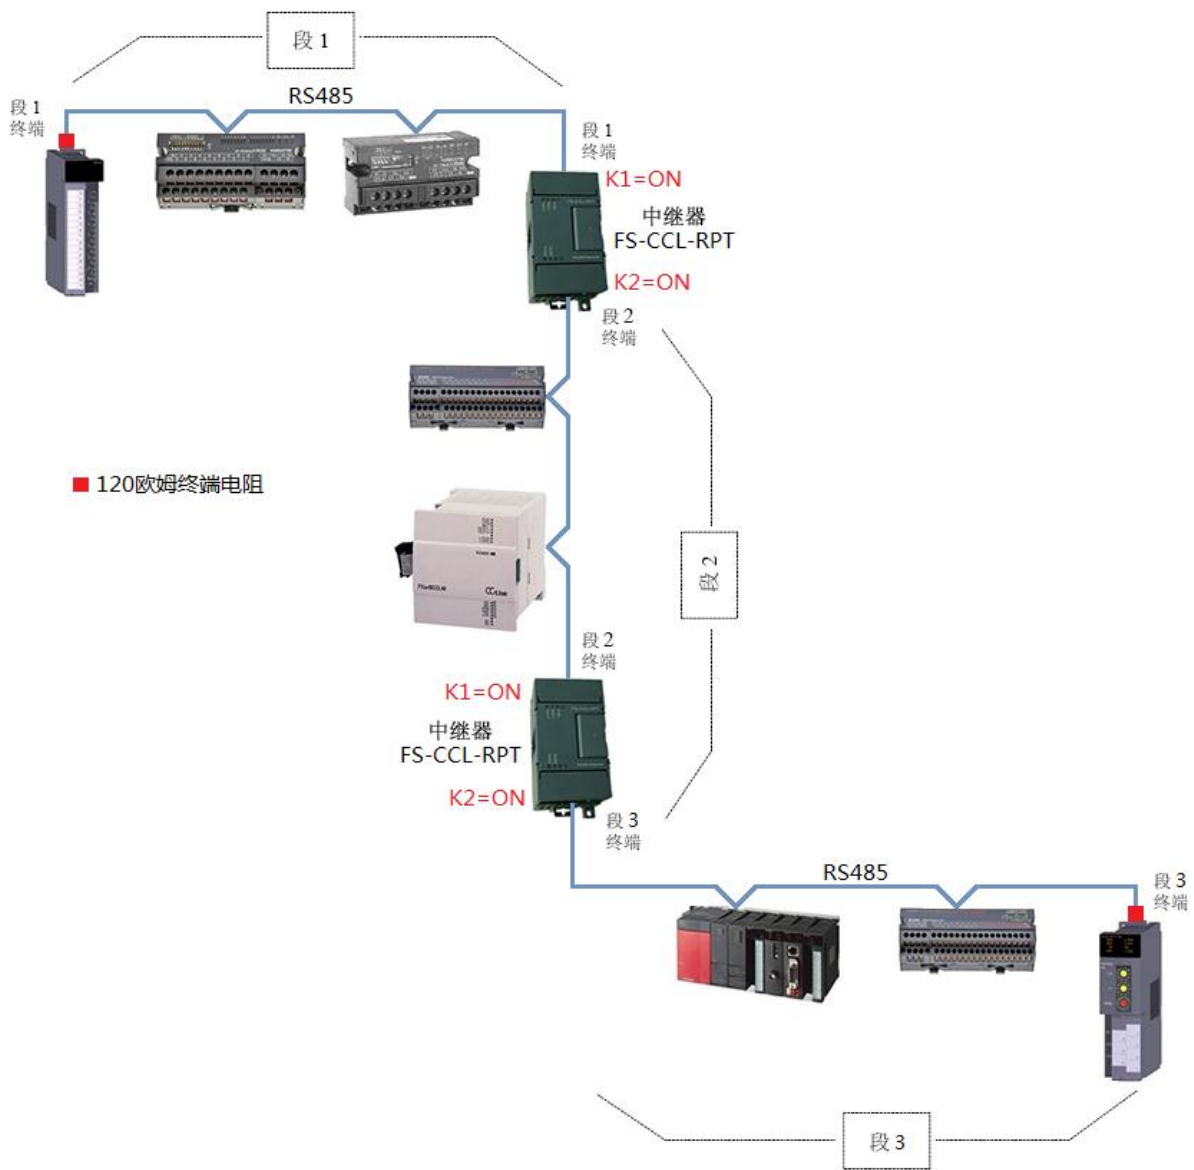 段 1
RS485
段 1
终端
段 1
终端
K1=ON
中继器
FS-CCL-RPT
K2=ON
段 2
终端
120欧姆终端电阻
CC-Link
段 2
段 2
终端
K1=ON
中继器
FS-CCL-RPT
K2=ON
段 3
终端
RS485
段 3
终端
段 3